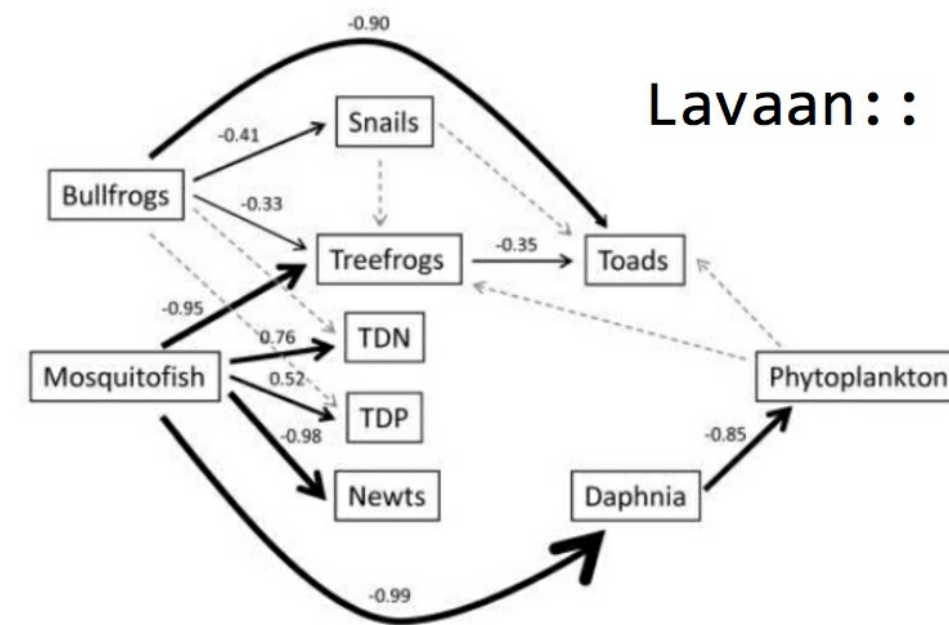 -0.90
Lavaan::
Snails
-0.41
Bullfrogs
-0.33
Treefrogs
-0.35
Toads
-0.95
0.76
TDN
Mosquitofish
0.52
Phytoplankton
TDP
-0.98
-0.85
Newts
Daphnia
-0.99